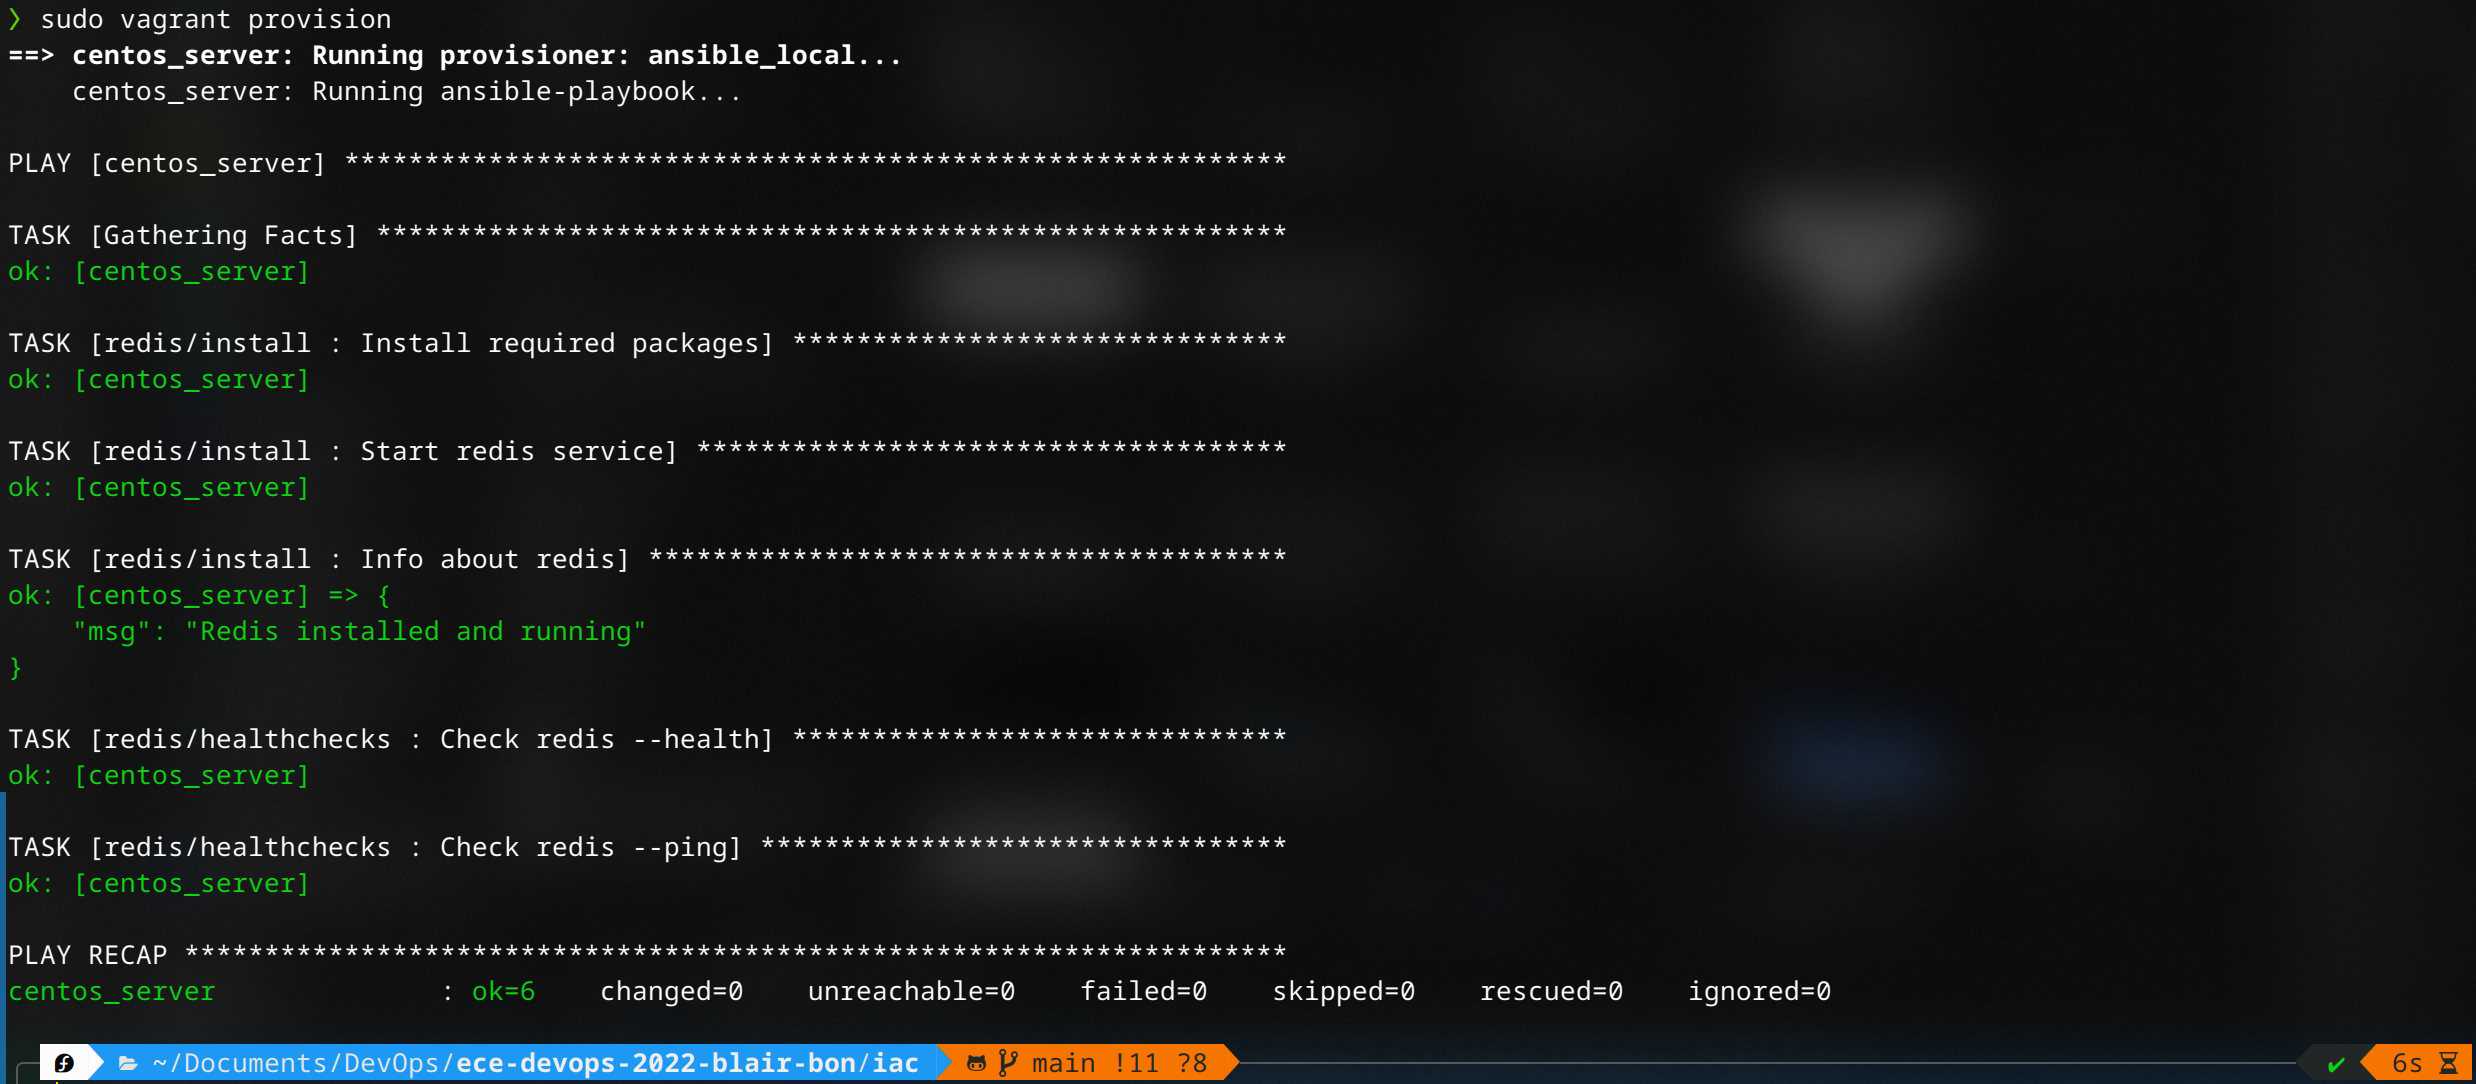 ❯ sudo vagrant provision
==> centos_server: Running provisioner: ansible_local...
    centos_server: Running ansible-playbook...
PLAY [centos_server] ***********************************************************
TASK [Gathering Facts] *********************************************************
ok: [centos_server]
TASK [redis/install : Install required packages] *******************************
ok: [centos_server]
TASK [redis/install : Start redis service] *************************************
ok: [centos_server]
TASK [redis/install : Info about redis] ****************************************
ok: [centos_server] => {
    "msg": "Redis installed and running"
}
TASK [redis/healthchecks : Check redis --health] *******************************
ok: [centos_server]
TASK [redis/healthchecks : Check redis --ping] *********************************
ok: [centos_server]
PLAY RECAP *********************************************************************
centos_server              : ok=6    changed=0    unreachable=0    failed=0    skipped=0    rescued=0    ignored=0
~/Documents/DevOps/ece-devops-2022-blair-bon/iac main !11 ?8 ✔ 6s